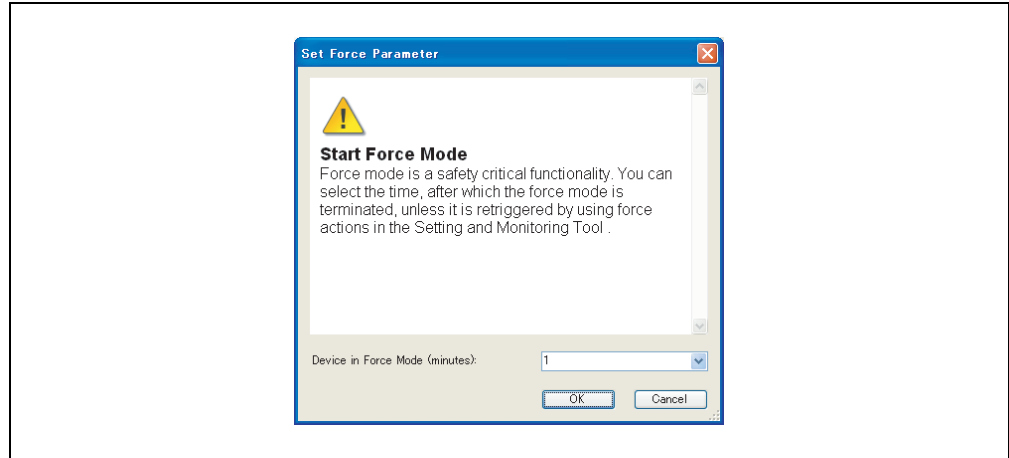 Set Force Parameter
Start Force Mode
Force mode is a safety critical functionality. You can
select the time, after which the force mode is
terminated, unless it is retriggered by using force
actions in the Setting and Monitoring Tool .
Device in Force Mode (minutes): 1
OK Cancel